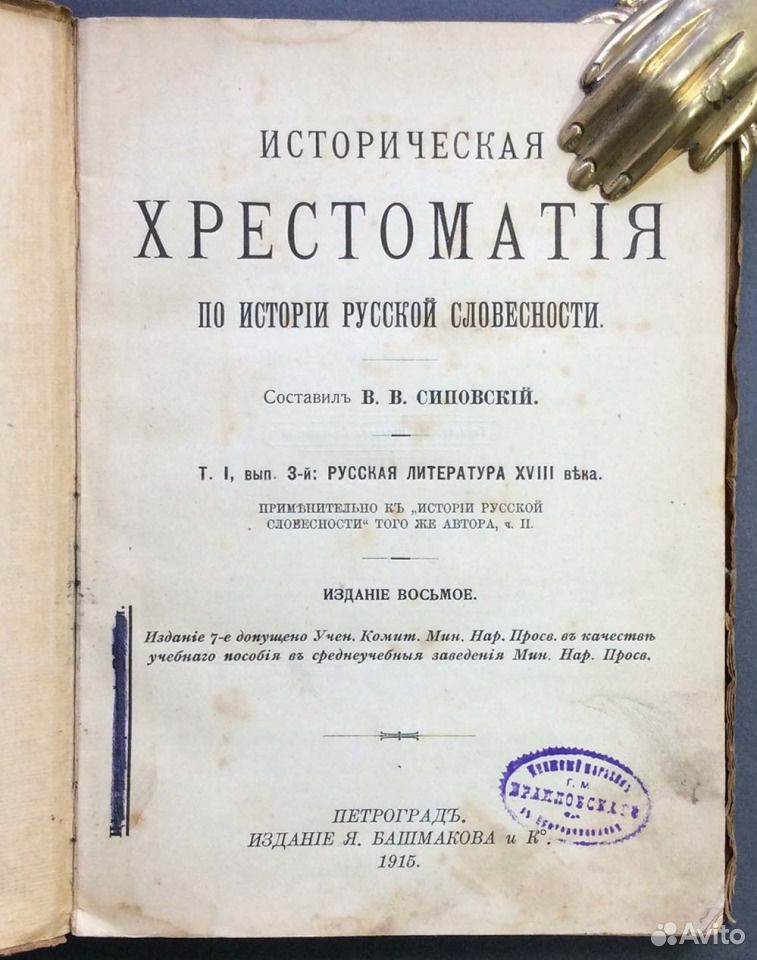 ИСТОРИЧЕСКАЯ
ХРЕСТОМАТІЯ
ПО ИСТОРІИ РУССКОЙ СЛОВЕСНОСТИ.
Составилъ В. В. СИПОВСКІЙ.
Т. I, вып. 3-й: РУССКАЯ ЛИТЕРАТУРА XVIII вѣка.
ПРИМѢНИТЕЛЬНО КЪ „ИСТОРІИ РУССКОЙ
СЛОВЕСНОСТИ“ ТОГО ЖЕ АВТОРА, ч. II.
ИЗДАНІЕ ВОСЬМОЕ.
Изданіе 7-е допущено Учен. Комит. Мин. Нар. Просв. въ качествѣ
учебнаго пособія въ среднеучебныя заведенія Мин. Нар. Просв.
Книжный магазинъ
Г. М.
ПЕТРОГРАДЪ.
ИЗДАНІЕ Я. БАШМАКОВА и Кº.
1915.
Avito